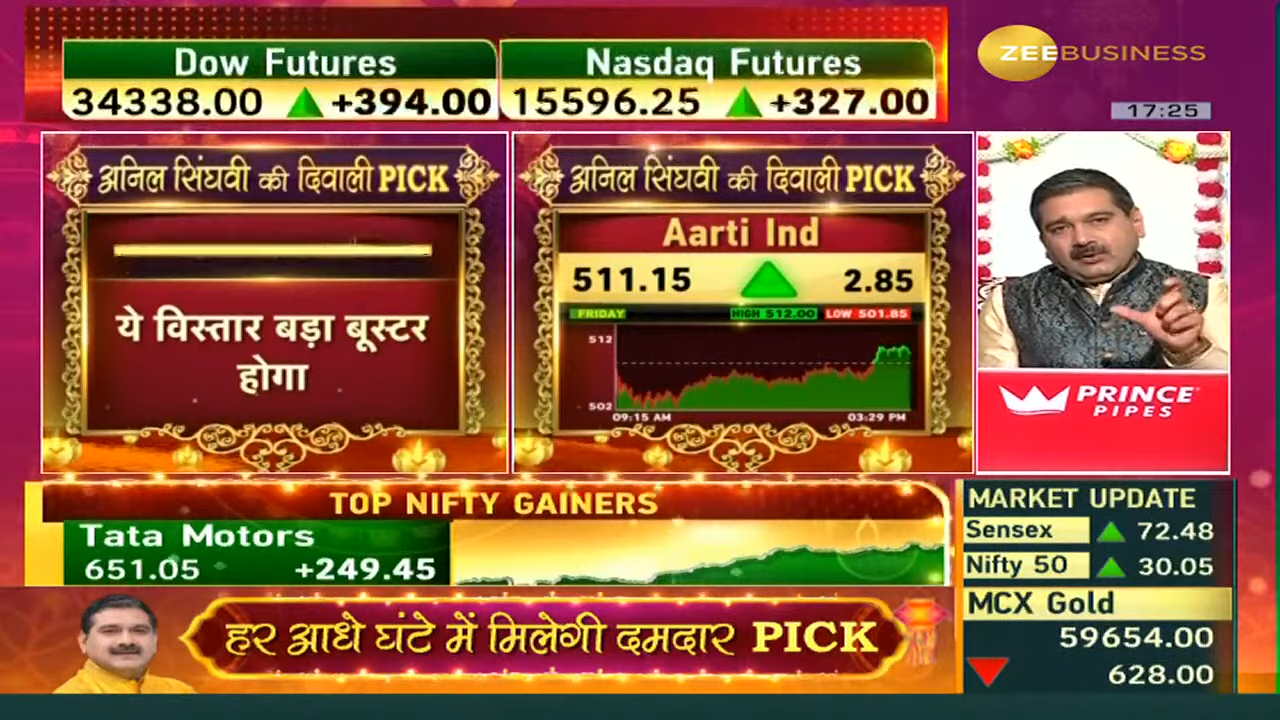 Dow Futures
34338.00 +394.00
Nasdaq Futures
15596.25 +327.00
ZEEBUSINESS
17:25
अनिल सिंघवी की दिवाली PICK
ये विस्तार बड़ा बूस्टर
होगा
अनिल सिंघवी की दिवाली PICK
Aarti Ind
511.15 2.85
FRIDAY HIGH 512.00 LOW 501.85
512
502
09:15 AM 03:29 PM
PRINCE
PIPES
TOP NIFTY GAINERS
Tata Motors
651.05 +249.45
MARKET UPDATE
Sensex 72.48
Nifty 50 30.05
MCX Gold
59654.00
628.00
हर आधे घंटे में मिलेगी दमदार PICK